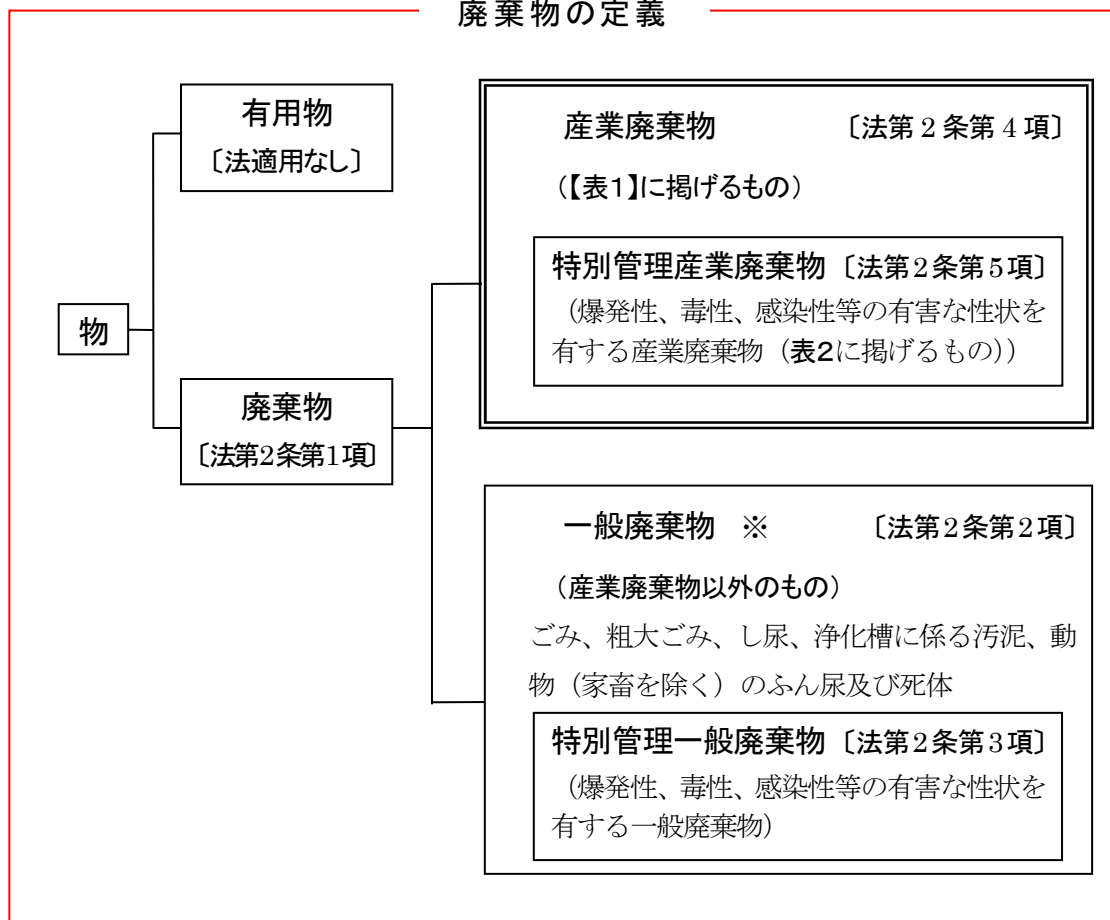 廃棄物の定義
有用物
〔法適用なし〕
物
廃棄物
〔法第2条第1項〕
産業廃棄物 〔法第2条第4項〕
（【表1】に掲げるもの）
特別管理産業廃棄物〔法第2条第5項〕
（爆発性、毒性、感染性等の有害な性状を
有する産業廃棄物（表2に掲げるもの））
一般廃棄物 ※ 〔法第2条第2項〕
（産業廃棄物以外のもの）
ごみ、粗大ごみ、し尿、浄化槽に係る汚泥、動
物（家畜を除く）のふん尿及び死体
特別管理一般廃棄物〔法第2条第3項〕
（爆発性、毒性、感染性等の有害な性状を
有する一般廃棄物）